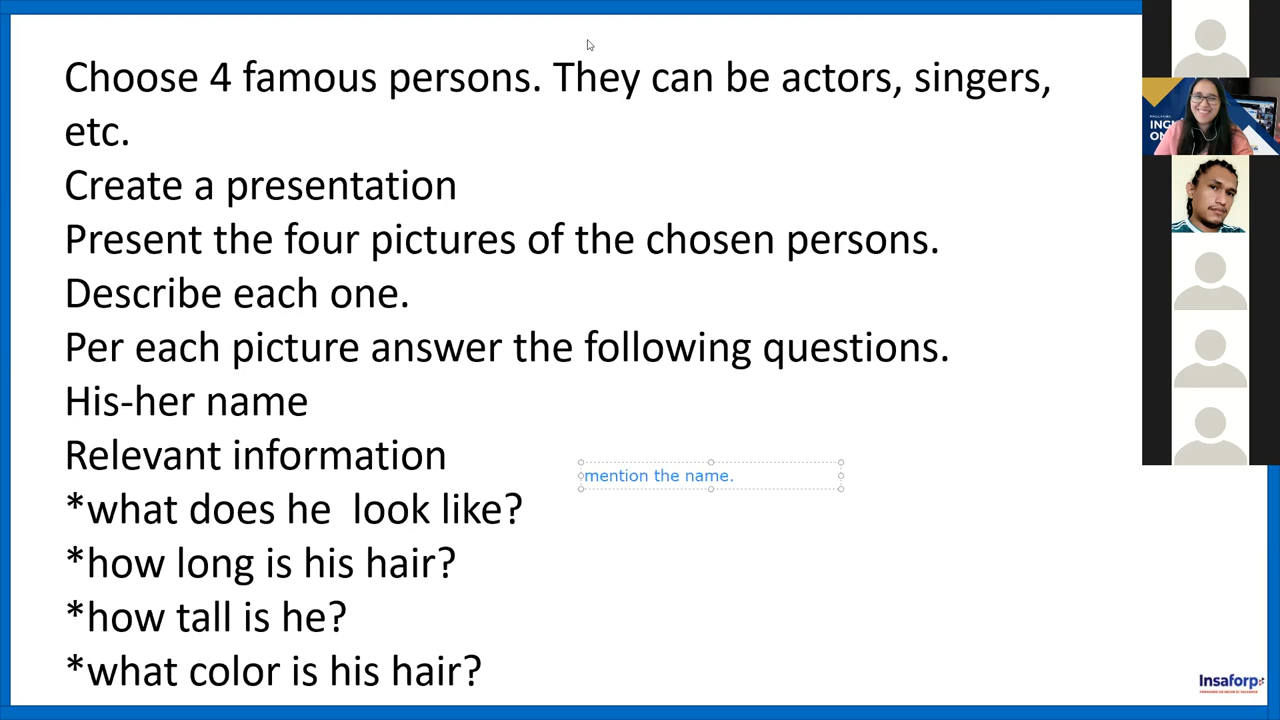 Choose 4 famous persons. They can be actors, singers,
etc.
Create a presentation
Present the four pictures of the chosen persons.
Describe each one.
Per each picture answer the following questions.
His-her name
Relevant information
mention the name.
*what does he  look like?
*how long is his hair?
*how tall is he?
*what color is his hair?
Insaforp